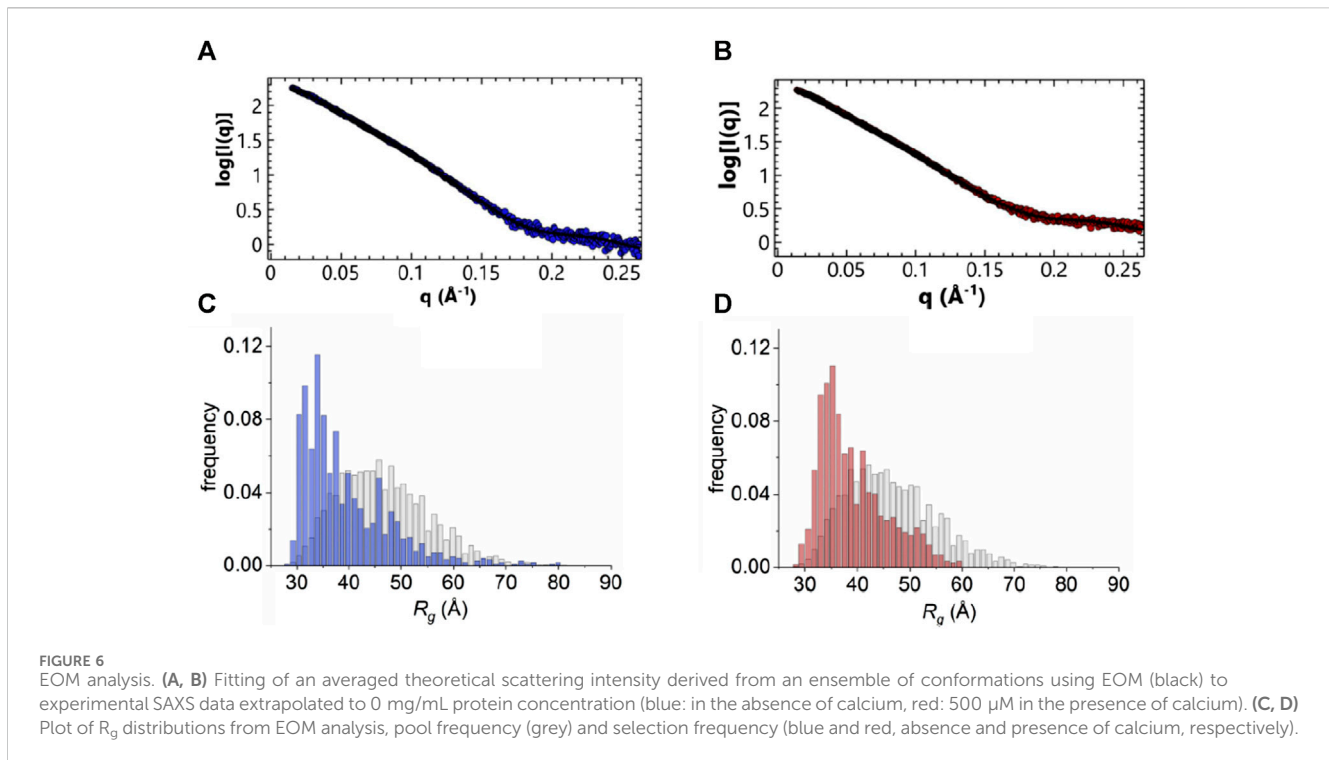 A
B
log[I(q)]
2
1.5
1
0.5
0
0
0.05
0.1
0.15
0.2
0.25
q (Å-1)
log[I(q)]
2
1.5
1
0.5
0
0
0.05
0.1
0.15
0.2
0.25
q (Å-1)
C
D
frequency
0.12
0.08
0.04
0.00
30
40
50
60
70
80
90
Rg (Å)
frequency
0.12
0.08
0.04
0.00
30
40
50
60
70
80
90
Rg (Å)
FIGURE 6
EOM analysis. (A, B) Fitting of an averaged theoretical scattering intensity derived from an ensemble of conformations using EOM (black) to
experimental SAXS data extrapolated to 0 mg/mL protein concentration (blue: in the absence of calcium, red: 500 µM in the presence of calcium). (C, D)
Plot of Rg distributions from EOM analysis, pool frequency (grey) and selection frequency (blue and red, absence and presence of calcium, respectively).